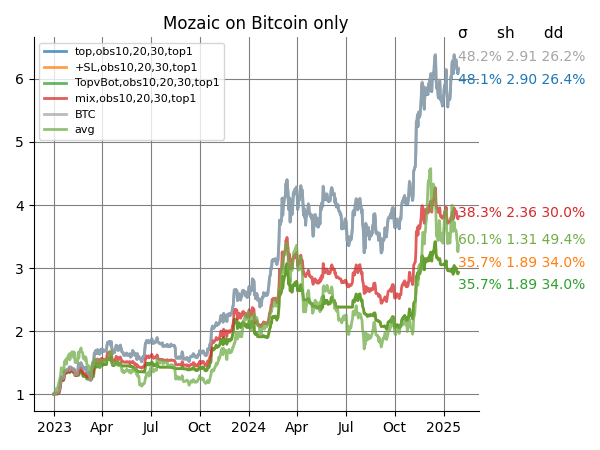 Mozaic on Bitcoin only
σ sh dd
top,obs10,20,30,top1
+SL,obs10,20,30,top1
TopvBot,obs10,20,30,top1
mix,obs10,20,30,top1
BTC
avg
48.2% 2.91 26.2%
48.1% 2.90 26.4%
38.3% 2.36 30.0%
60.1% 1.31 49.4%
35.7% 1.89 34.0%
35.7% 1.89 34.0%
6
5
4
3
2
1
2023 Apr Jul Oct 2024 Apr Jul Oct 2025